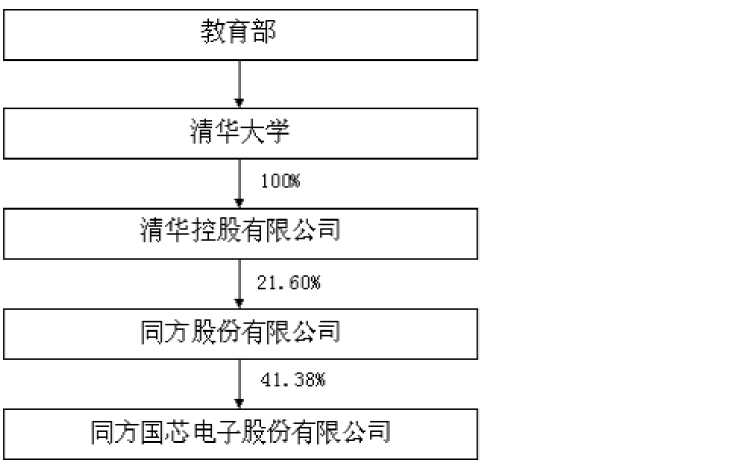 教育部
清华大学
100%
清华控股有限公司
21.60%
同方股份有限公司
41.38%
同方国芯电子股份有限公司